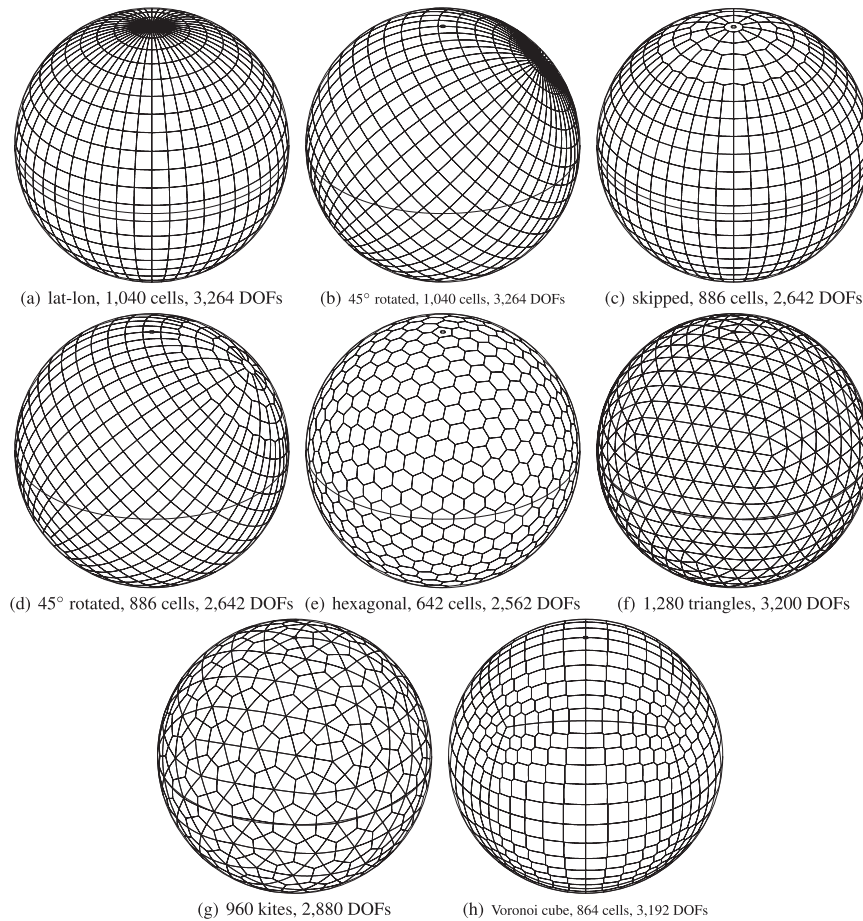 (a) lat-lon, 1,040 cells, 3,264 DOFs
(b) 45° rotated, 1,040 cells, 3,264 DOFs
(c) skipped, 886 cells, 2,642 DOFs
(d) 45° rotated, 886 cells, 2,642 DOFs
(e) hexagonal, 642 cells, 2,562 DOFs
(f) 1,280 triangles, 3,200 DOFs
(g) 960 kites, 2,880 DOFs
(h) Voronoi cube, 864 cells, 3,192 DOFs